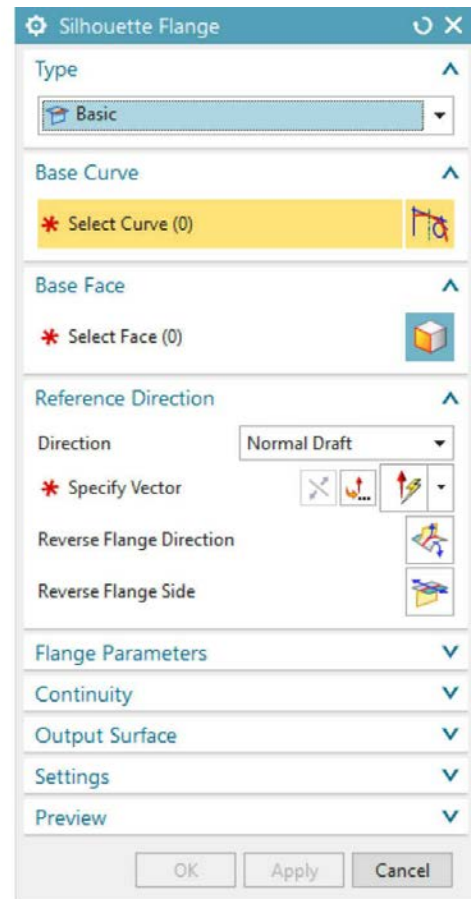 Silhouette Flange
Type
Basic
Base Curve
* Select Curve (0)
Base Face
* Select Face (0)
Reference Direction
Direction Normal Draft
* Specify Vector
Reverse Flange Direction
Reverse Flange Side
Flange Parameters
Continuity
Output Surface
Settings
Preview
OK Apply Cancel